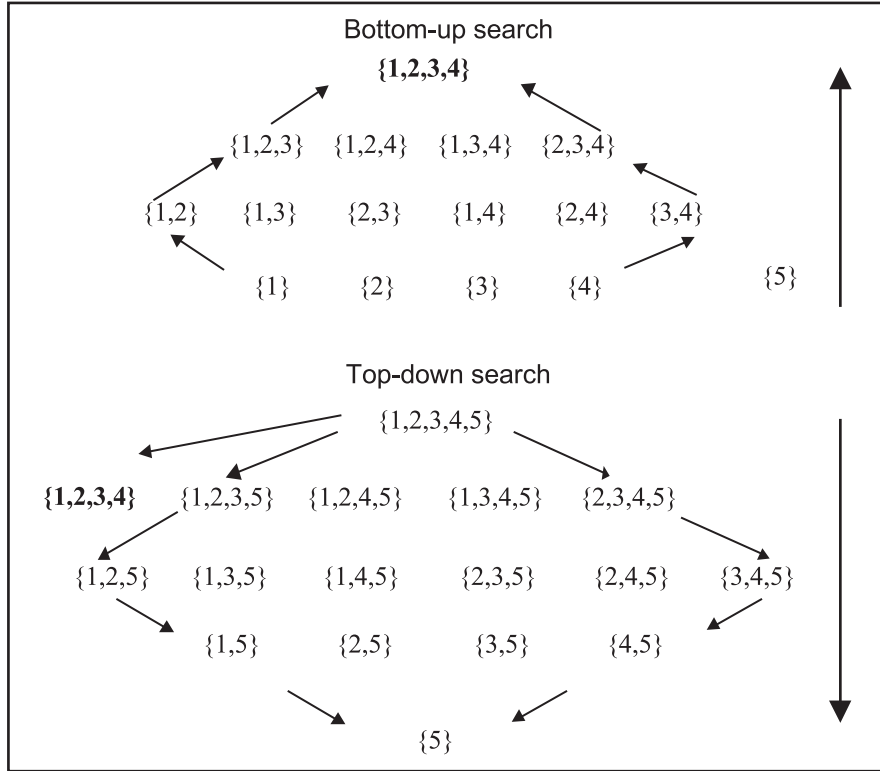 Bottom-up search
{1,2,3,4}
{1,2,3} {1,2,4} {1,3,4} {2,3,4}
{1,2} {1,3} {2,3} {1,4} {2,4} {3,4}
{1} {2} {3} {4} {5}
Top-down search
{1,2,3,4,5}
{1,2,3,4} {1,2,3,5} {1,2,4,5} {1,3,4,5} {2,3,4,5}
{1,2,5} {1,3,5} {1,4,5} {2,3,5} {2,4,5} {3,4,5}
{1,5} {2,5} {3,5} {4,5}
{5}